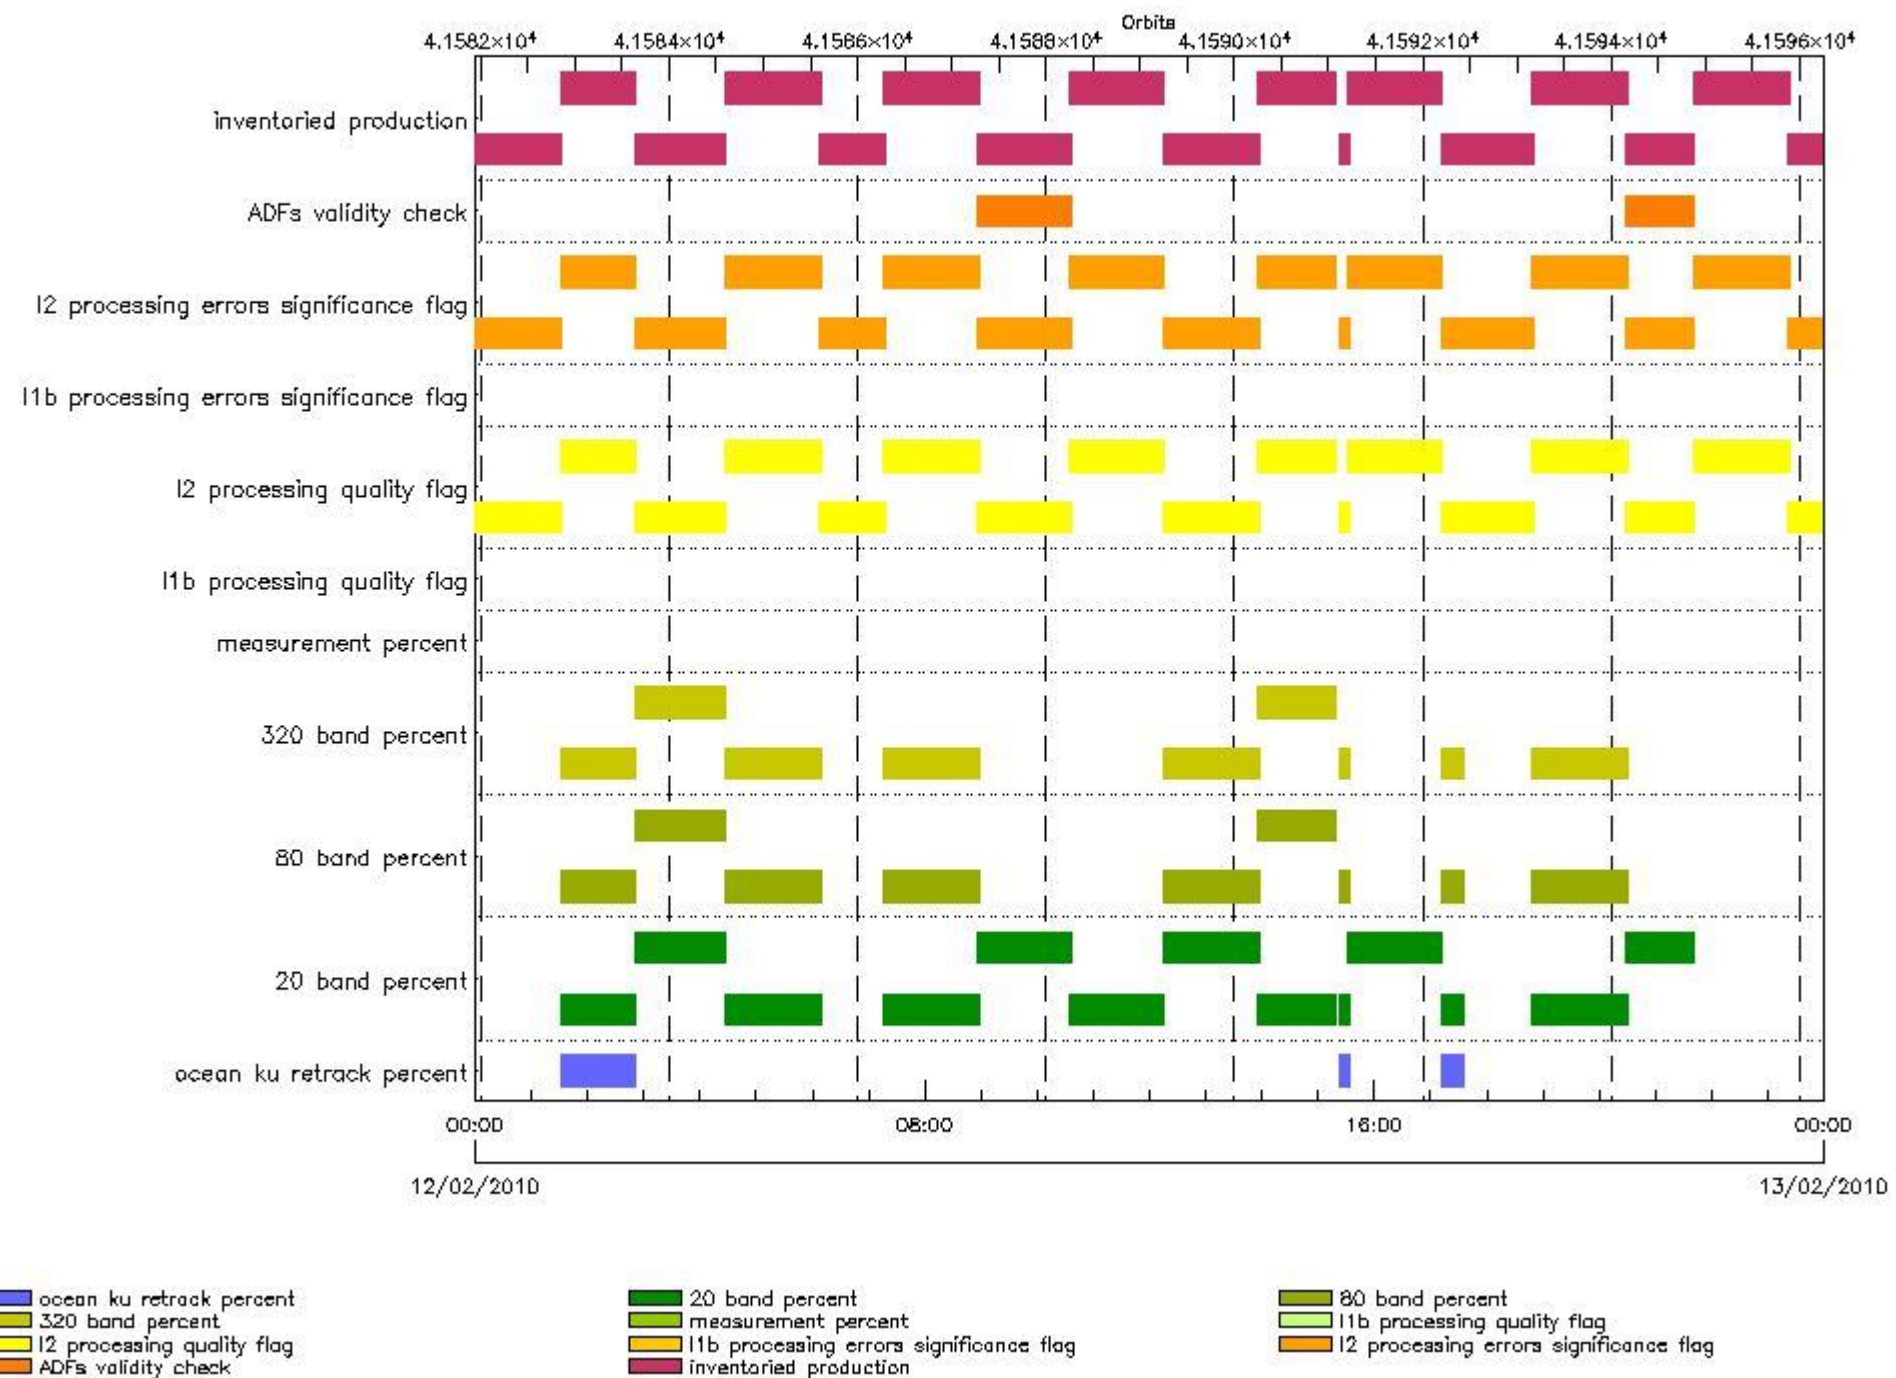 Orbits
4.1582×10⁴ 4.1584×10⁴ 4.1586×10⁴ 4.1588×10⁴ 4.1590×10⁴ 4.1592×10⁴ 4.1594×10⁴ 4.1596×10⁴
inventoried production
ADFs validity check
l2 processing errors significance flag
l1b processing errors significance flag
l2 processing quality flag
l1b processing quality flag
measurement percent
320 band percent
80 band percent
20 band percent
ocean ku retrack percent
00:00 08:00 16:00 00:00
12/02/2010 13/02/2010
ocean ku retrack percent 20 band percent 80 band percent
320 band percent measurement percent l1b processing quality flag
l2 processing quality flag l1b processing errors significance flag l2 processing errors significance flag
ADFs validity check inventoried production